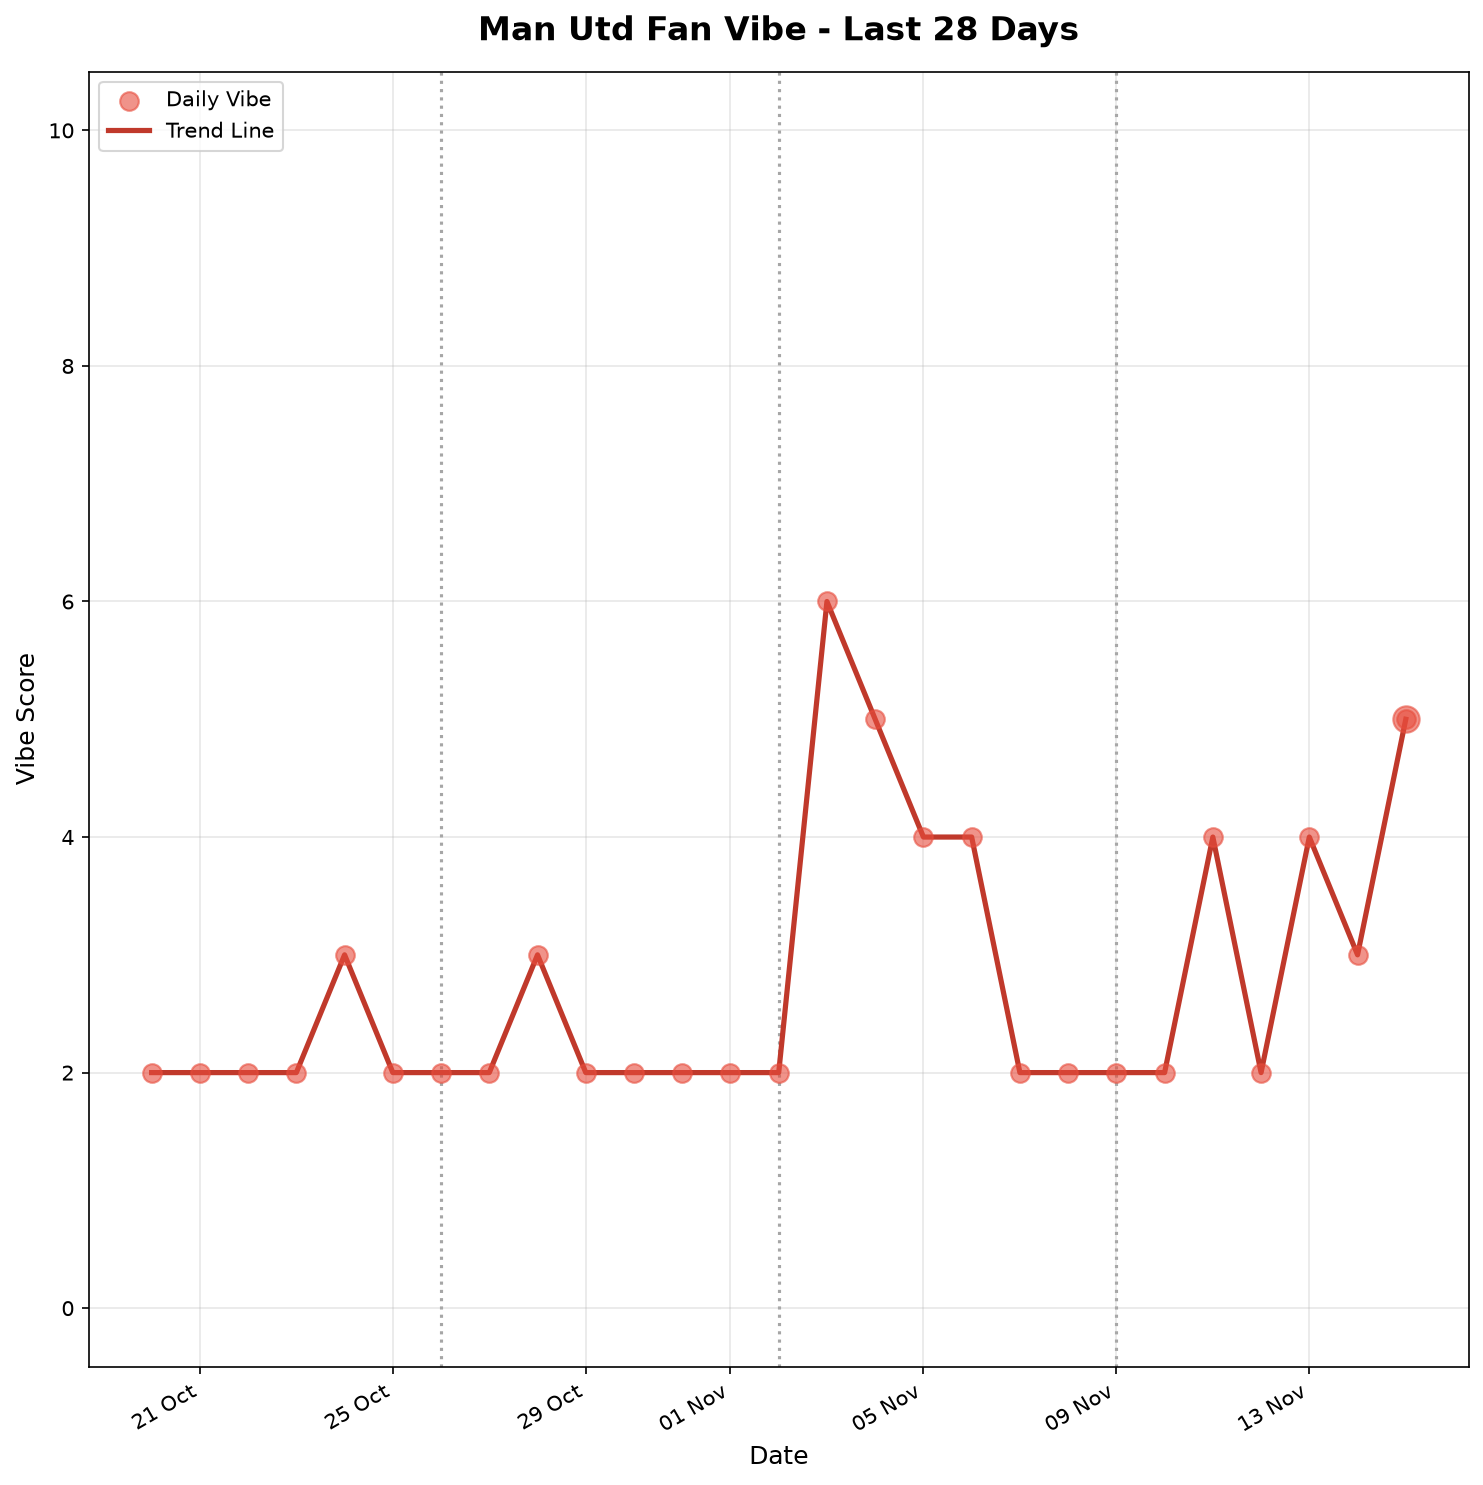 Man Utd Fan Vibe - Last 28 Days
Daily Vibe
Trend Line
10
8
6
4
2
0
Vibe Score
21 Oct
25 Oct
29 Oct
01 Nov
05 Nov
09 Nov
13 Nov
Date